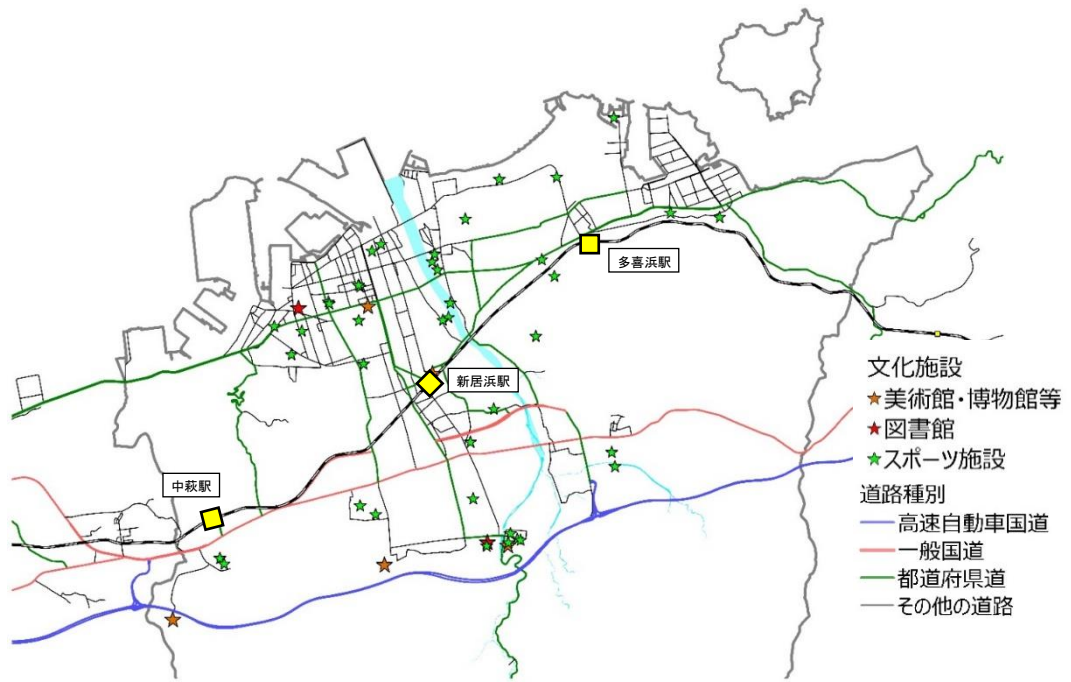 多喜浜駅
新居浜駅
中萩駅
文化施設
美術館・博物館等
図書館
スポーツ施設
道路種別
高速自動車国道
一般国道
都道府県道
その他の道路